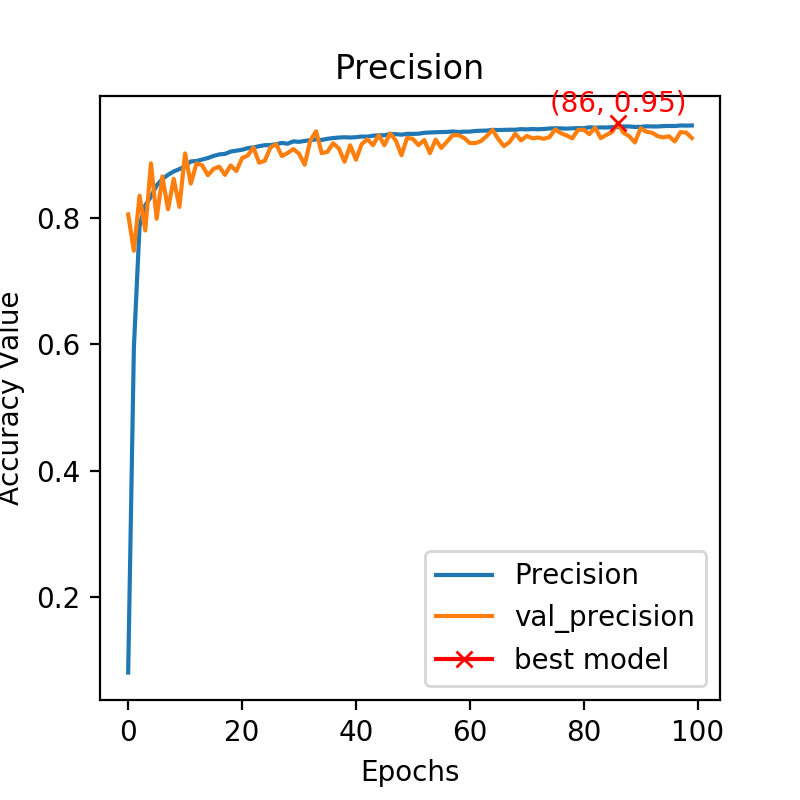 Precision
(86, 0.95)
0.8
0.6
0.4
0.2
Accuracy Value
0 20 40 60 80 100
Epochs
Precision
val_precision
best model